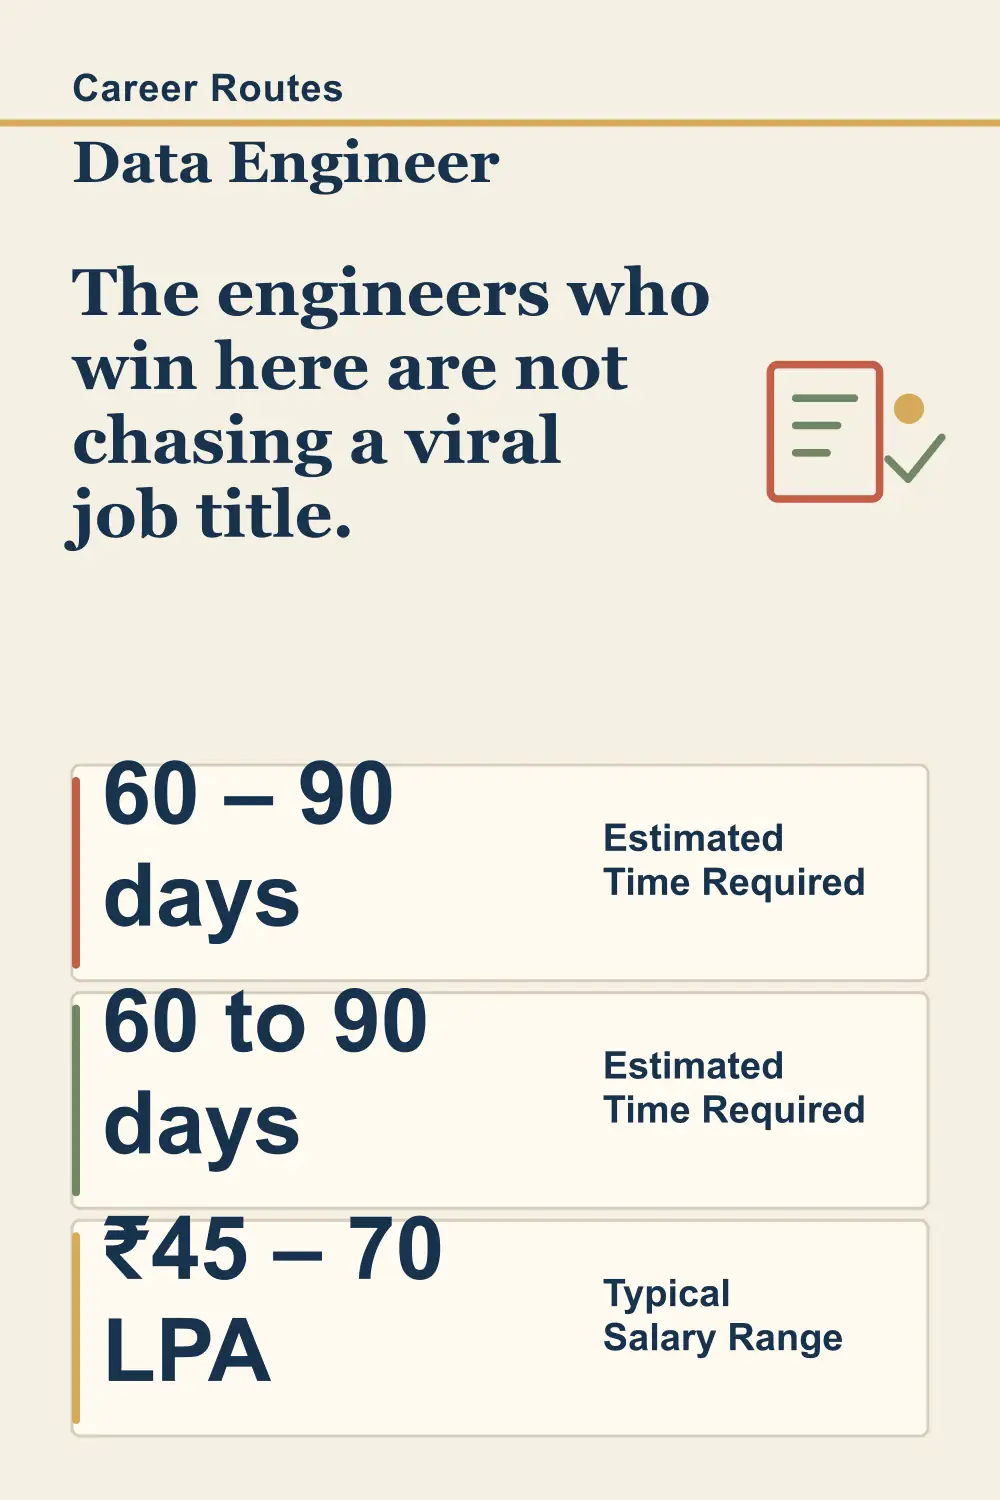 Career Routes
Data Engineer
The engineers who
win here are not
chasing a viral
job title.
60 – 90
days
Estimated
Time Required
60 to 90
days
Estimated
Time Required
₹45 – 70
LPA
Typical
Salary Range